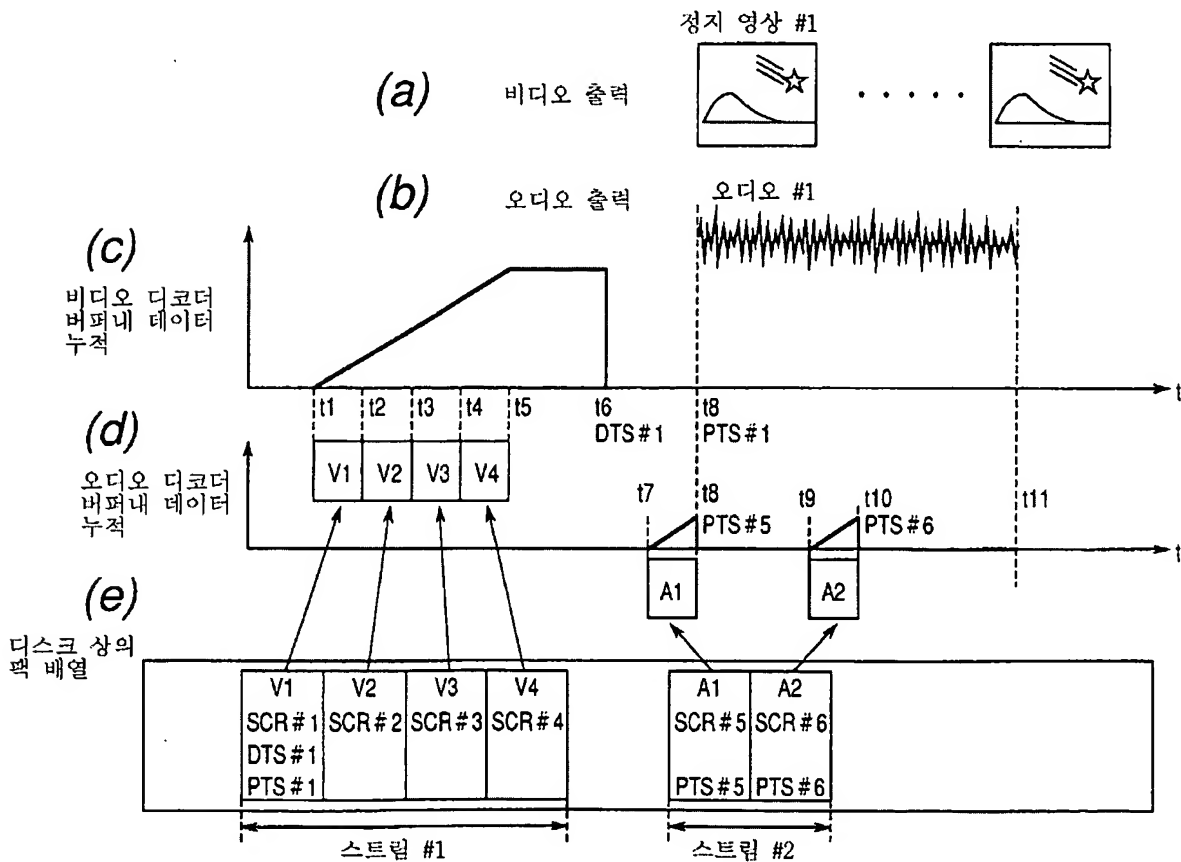 정지 영상 #1
(a) 비디오 출력
(b) 오디오 출력
오디오 #1
(c)
비디오 디코더
버퍼내 데이터
누적
t
t1 t2 t3 t4 t5 t6 t8
DTS#1 PTS#1
(d)
오디오 디코더
버퍼내 데이터
누적
V1 V2 V3 V4
t7 t8 t9 t10 t11
PTS#5 PTS#6
t
A1 A2
(e)
디스크 상의
팩 배열
V1 V2 V3 V4 A1 A2
SCR#1 SCR#2 SCR#3 SCR#4 SCR#5 SCR#6
DTS#1
PTS#1 PTS#5 PTS#6
스트림 #1 스트림 #2